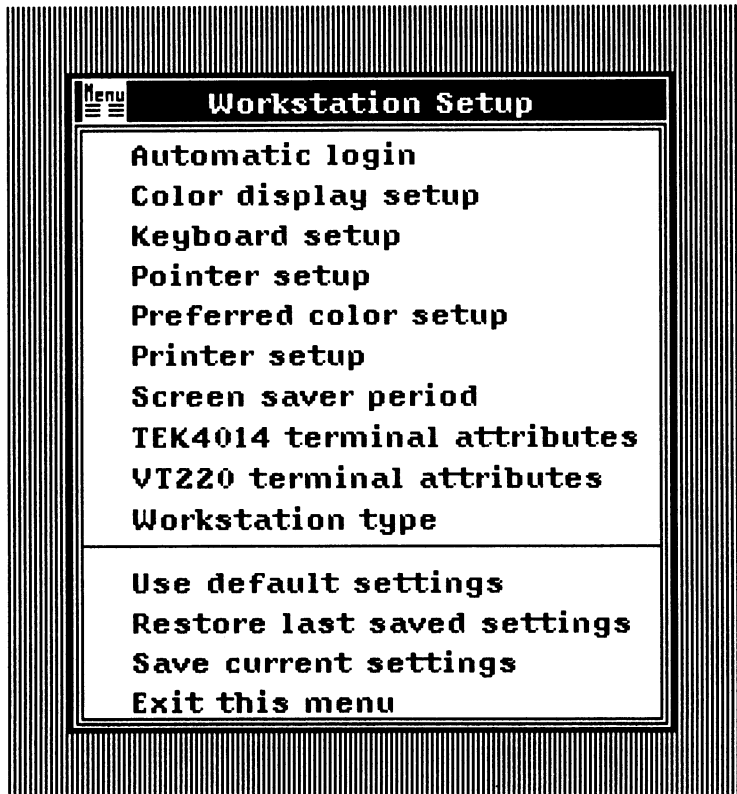 Menu
Workstation Setup
Automatic login
Color display setup
Keyboard setup
Pointer setup
Preferred color setup
Printer setup
Screen saver period
TEK4014 terminal attributes
VT220 terminal attributes
Workstation type
Use default settings
Restore last saved settings
Save current settings
Exit this menu